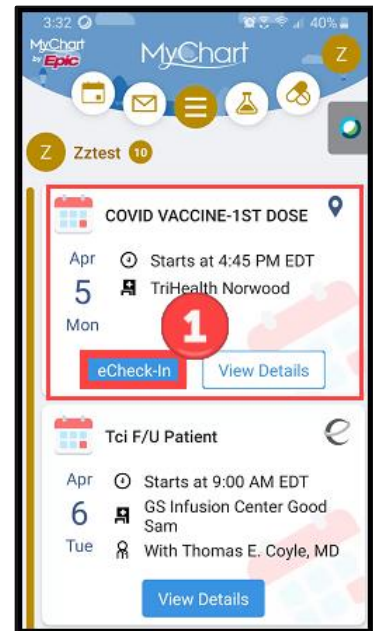 3:32 40%
MyChart
by Epic
MyChart
Z
Z Zztest 10
COVID VACCINE-1ST DOSE
Apr
5
Mon
Starts at 4:45 PM EDT
TriHealth Norwood
1
eCheck-In View Details
Tci F/U Patient
Apr
6
Tue
Starts at 9:00 AM EDT
GS Infusion Center Good
Sam
With Thomas E. Coyle, MD
View Details